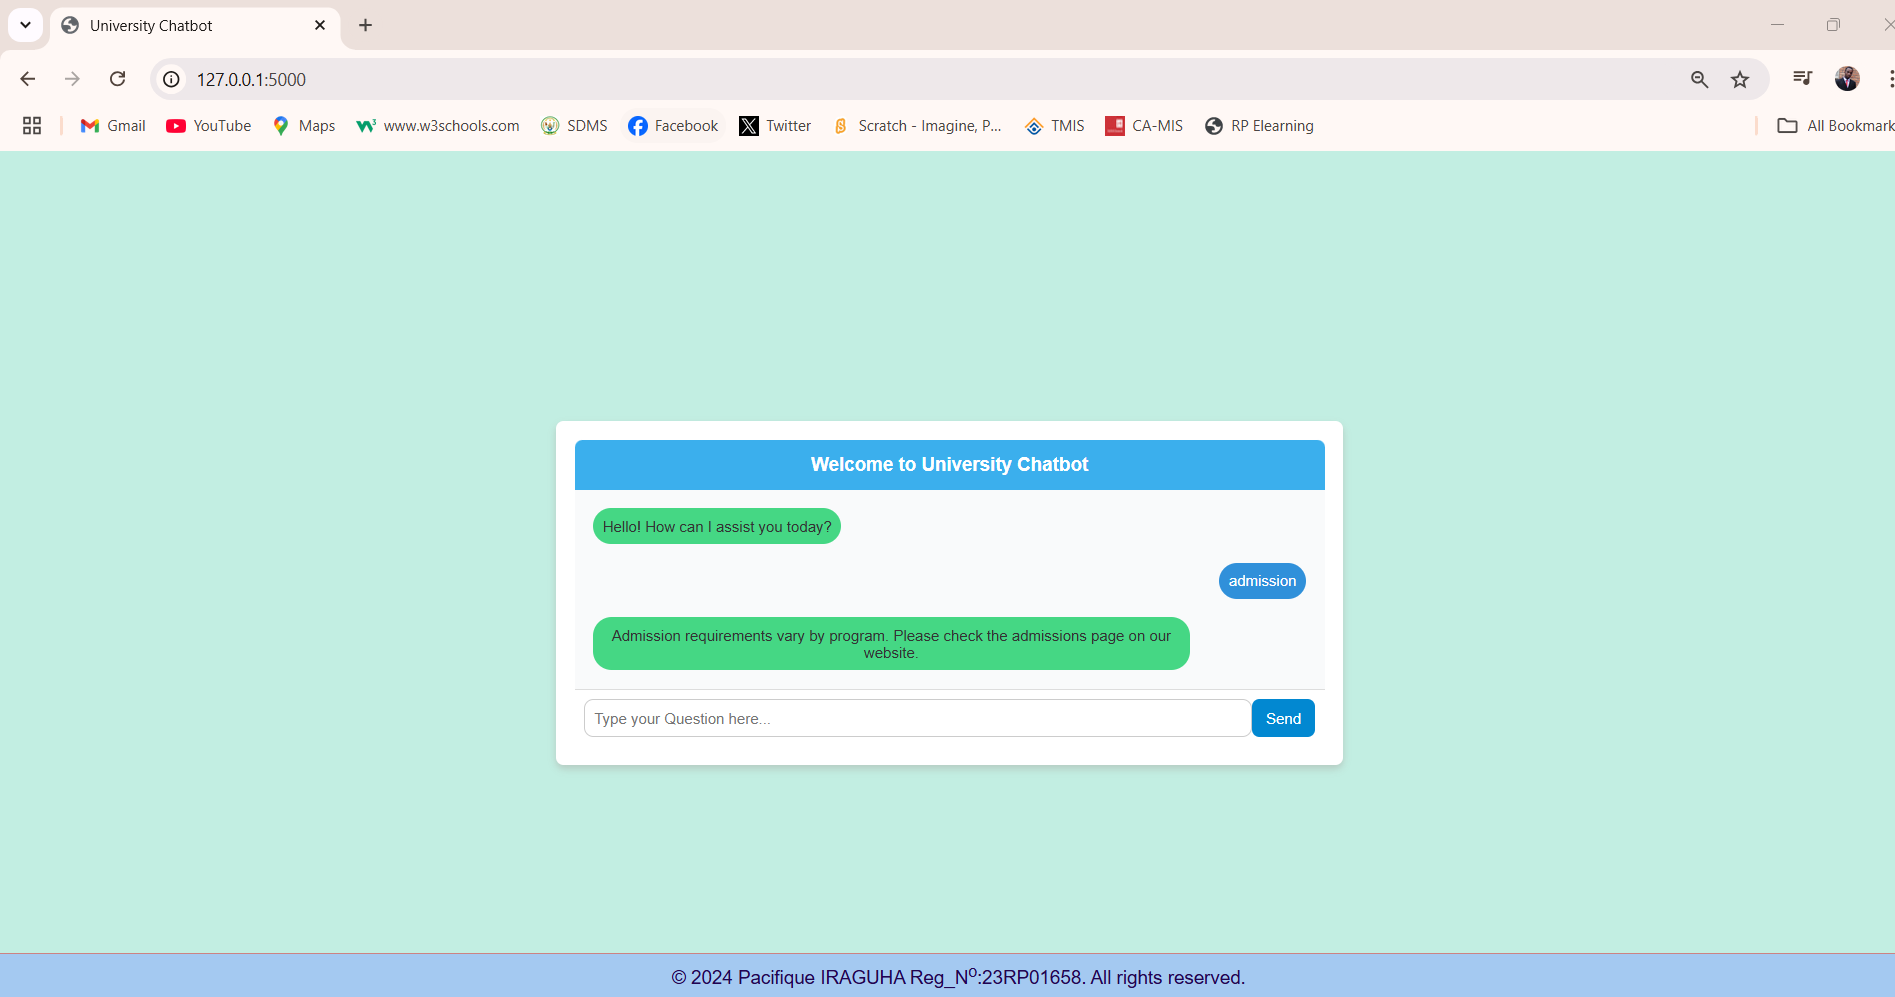 University Chatbot
127.0.0.1:5000
Gmail YouTube Maps www.w3schools.com SDMS Facebook Twitter Scratch - Imagine, P... TMIS CA-MIS RP Elearning All Bookmark
Welcome to University Chatbot
Hello! How can I assist you today?
admission
Admission requirements vary by program. Please check the admissions page on our
website.
Type your Question here... Send
© 2024 Pacifique IRAGUHA Reg_Nº:23RP01658. All rights reserved.